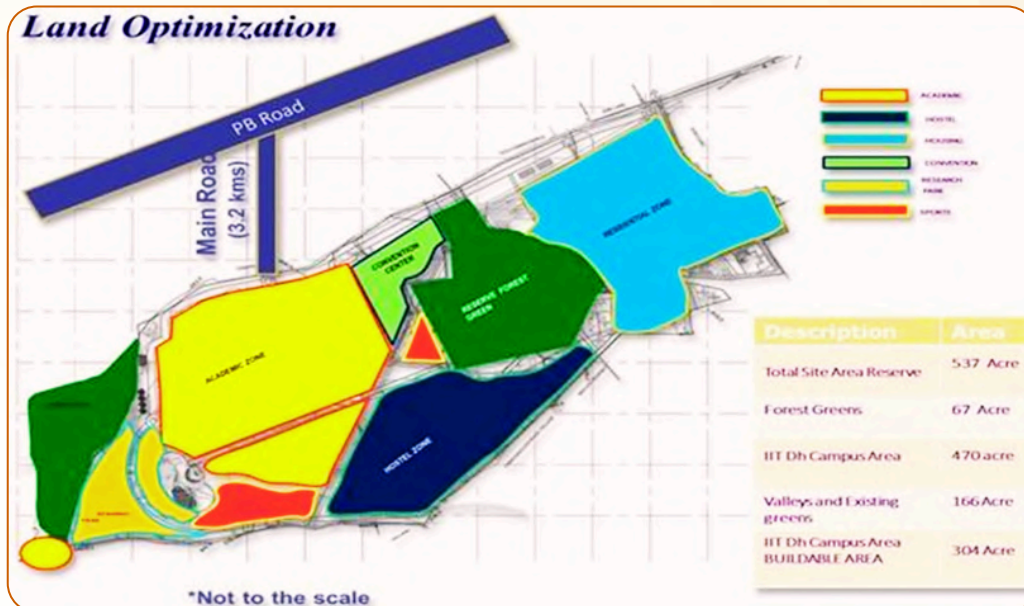 Land Optimization
PB Road
Main Road
(3.2 kms)
ACADEMIC
HOSTEL
HOUSING
CONVENTION
RESEARCH
PARK
SPORTS
CONVENTION
CENTER
RESIDENTIAL ZONE
RESERVE FOREST
GREEN
ACADEMIC ZONE
HOSTEL ZONE
Description Area
Total Site Area Reserve 537 Acre
Forest Greens 67 Acre
IIT Dh Campus Area 470 acre
Valleys and Existing
greens 166 Acre
IIT Dh Campus Area
BUILDABLE AREA 304 Acre
*Not to the scale